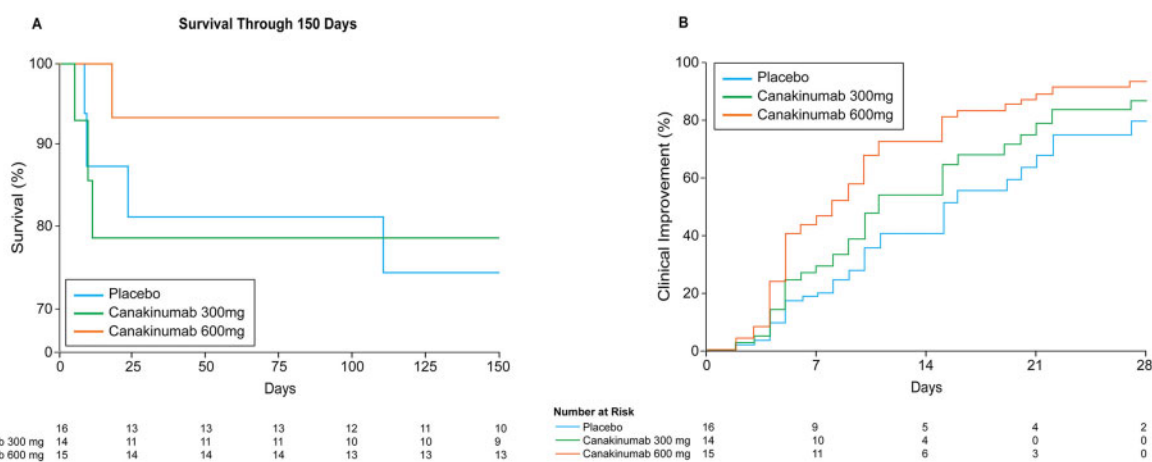 A
Survival Through 150 Days
100
90
80
70
0
Survival (%)
Placebo
Canakinumab 300mg
Canakinumab 600mg
0 25 50 75 100 125 150
Days
16 13 13 13 12 11 10
b 300 mg 14 11 11 11 10 10 9
b 600 mg 15 14 14 14 13 13 13
B
100
80
60
40
20
0
Clinical Improvement (%)
Placebo
Canakinumab 300mg
Canakinumab 600mg
0 7 14 21 28
Days
Number at Risk
Placebo 16 9 5 4 2
Canakinumab 300 mg 14 10 4 0 0
Canakinumab 600 mg 15 11 6 3 0